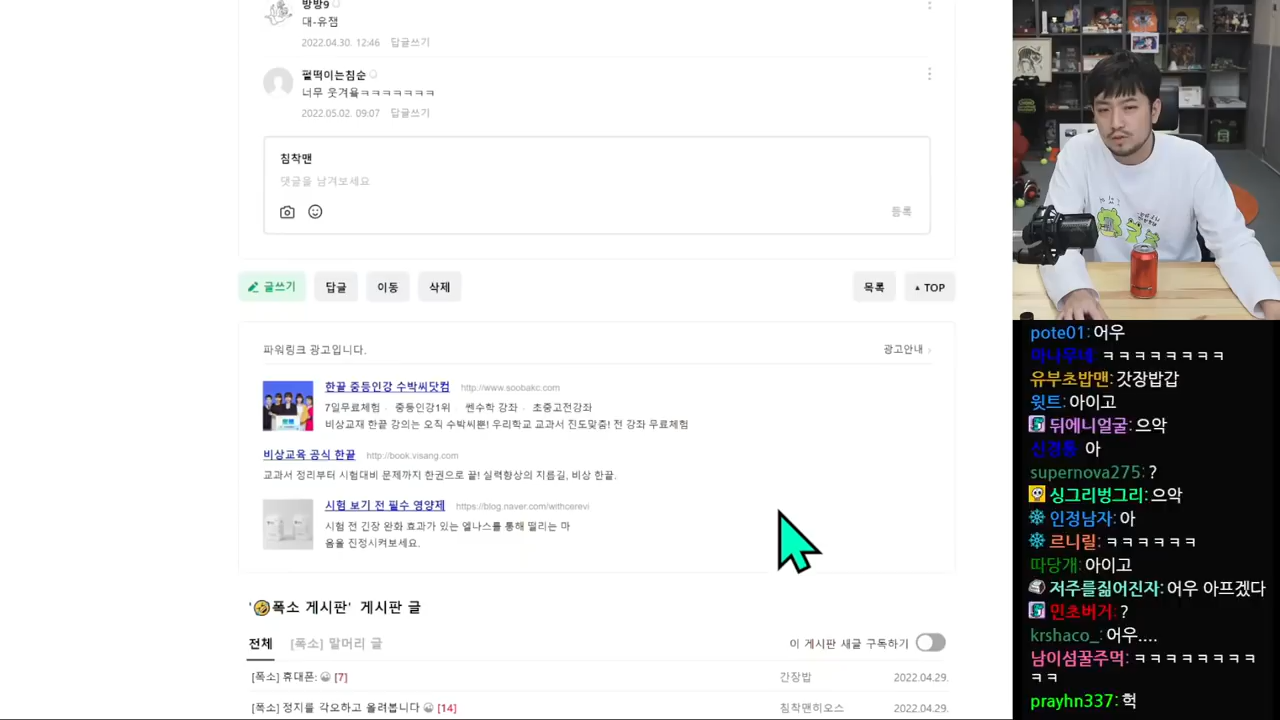 방방9
대-유잼
2022.04.30. 12:46 답글쓰기
펄떡이는침순
너무 웃겨욬ㅋㅋㅋㅋㅋㅋㅋ
2022.05.02. 09:07 답글쓰기
침착맨
댓글을 남겨보세요
등록
글쓰기 답글 이동 삭제 목록 ▲ TOP
파워링크 광고입니다. 광고안내 ›
한끝 중등인강 수박씨닷컴 http://www.soobakc.com
7일무료체험 · 중등인강1위 · 쎈수학 강좌 · 초중고전강좌
비상교재 한끝 강의는 오직 수박씨뿐! 우리학교 교과서 진도맞춤! 전 강좌 무료체험
비상교육 공식 한끝 http://book.visang.com
교과서 정리부터 시험대비 문제까지 한권으로 끝! 실력향상의 지름길, 비상 한끝.
시험 보기 전 필수 영양제 https://blog.naver.com/withcerevi
시험 전 긴장 완화 효과가 있는 엘나스를 통해 떨리는 마
음을 진정시켜보세요.
'🤣폭소 게시판' 게시판 글
전체 [폭소] 말머리 글 이 게시판 새글 구독하기
[폭소] 휴대폰: 😀 [7] 간장밥 2022.04.29.
[폭소] 정지를 각오하고 올려봅니다 😀 [14] 침착맨히오스 2022.04.29.
pote01: 어우
마나무네: ㅋㅋㅋㅋㅋㅋㅋㅋ
유부초밥맨: 갓장밥갑
윗트: 아이고
뒤에니얼굴: 으악
신경통: 아
supernova275: ?
싱그리벙그리: 으악
인정남자: 아
르니릴: ㅋㅋㅋㅋㅋㅋ
따당개: 아이고
저주를짊어진자: 어우 아프겠다
민초버거: ?
krshaco_: 어우....
남이섬꿀주먹: ㅋㅋㅋㅋㅋㅋㅋㅋ
ㅋㅋ
prayhn337: 헉